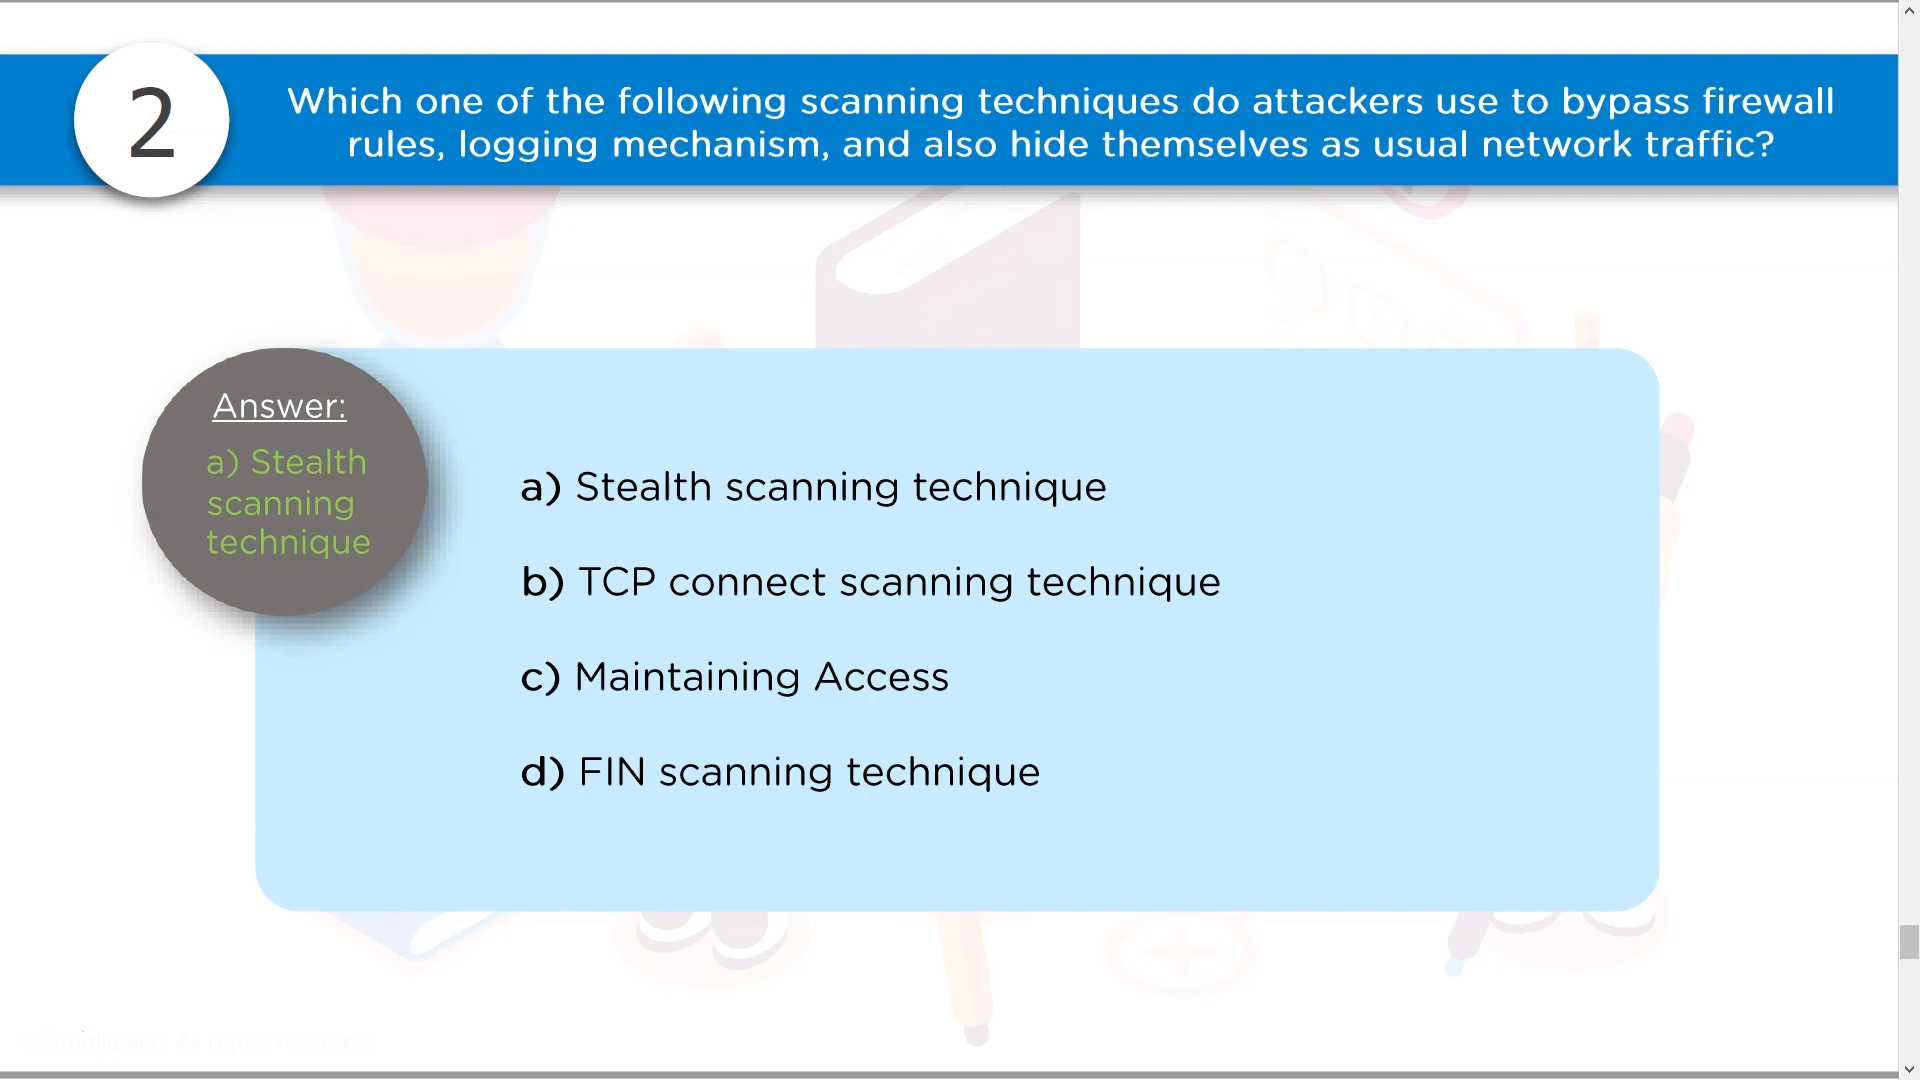 2
Which one of the following scanning techniques do attackers use to bypass firewall
rules, logging mechanism, and also hide themselves as usual network traffic?
Answer:
a) Stealth
scanning
technique
a) Stealth scanning technique
b) TCP connect scanning technique
c) Maintaining Access
d) FIN scanning technique